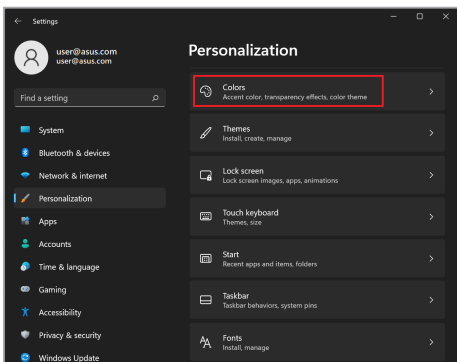 Settings
user@asus.com
user@asus.com
Find a setting
System
Bluetooth & devices
Network & internet
Personalization
Apps
Accounts
Time & language
Gaming
Accessibility
Privacy & security
Windows Update
Personalization
Colors
Accent color, transparency effects, color theme
Themes
Install, create, manage
Lock screen
Lock screen images, apps, animations
Touch keyboard
Themes, size
Start
Recent apps and items, folders
Taskbar
Taskbar behaviors, system pins
Fonts
Install, manage